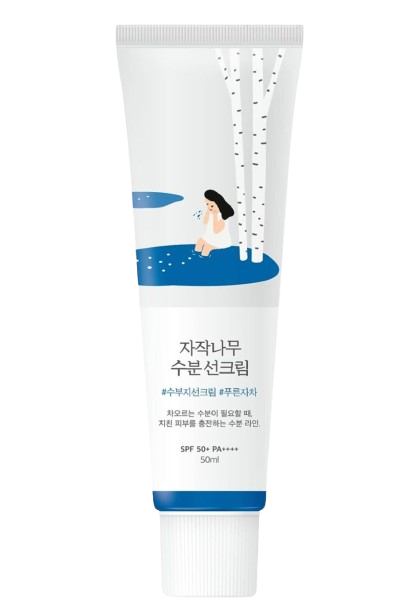 자작나무
수분선크림
#수부지선크림 #푸른자차
차오르는 수분이 필요할 때,
지친 피부를 충전하는 수분 라인.
SPF 50+ PA++++
50ml